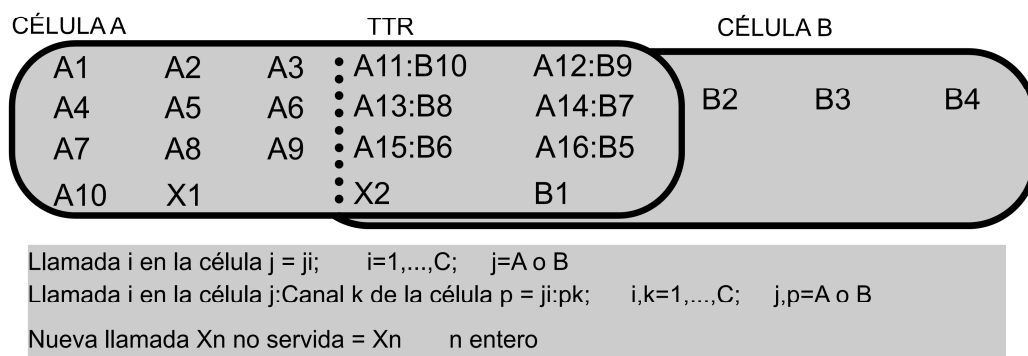 CÉLULA A TTR CÉLULA B
A1 A2 A3 A11:B10 A12:B9
B2 B3 B4
A4 A5 A6 A13:B8 A14:B7
A7 A8 A9 A15:B6 A16:B5
A10 X1 X2 B1
Llamada i en la célula j = ji; i=1,...,C; j=A o B
Llamada i en la célula j:Canal k de la célula p = ji:pk; i,k=1,...,C; j,p=A o B
Nueva llamada Xn no servida = Xn n entero